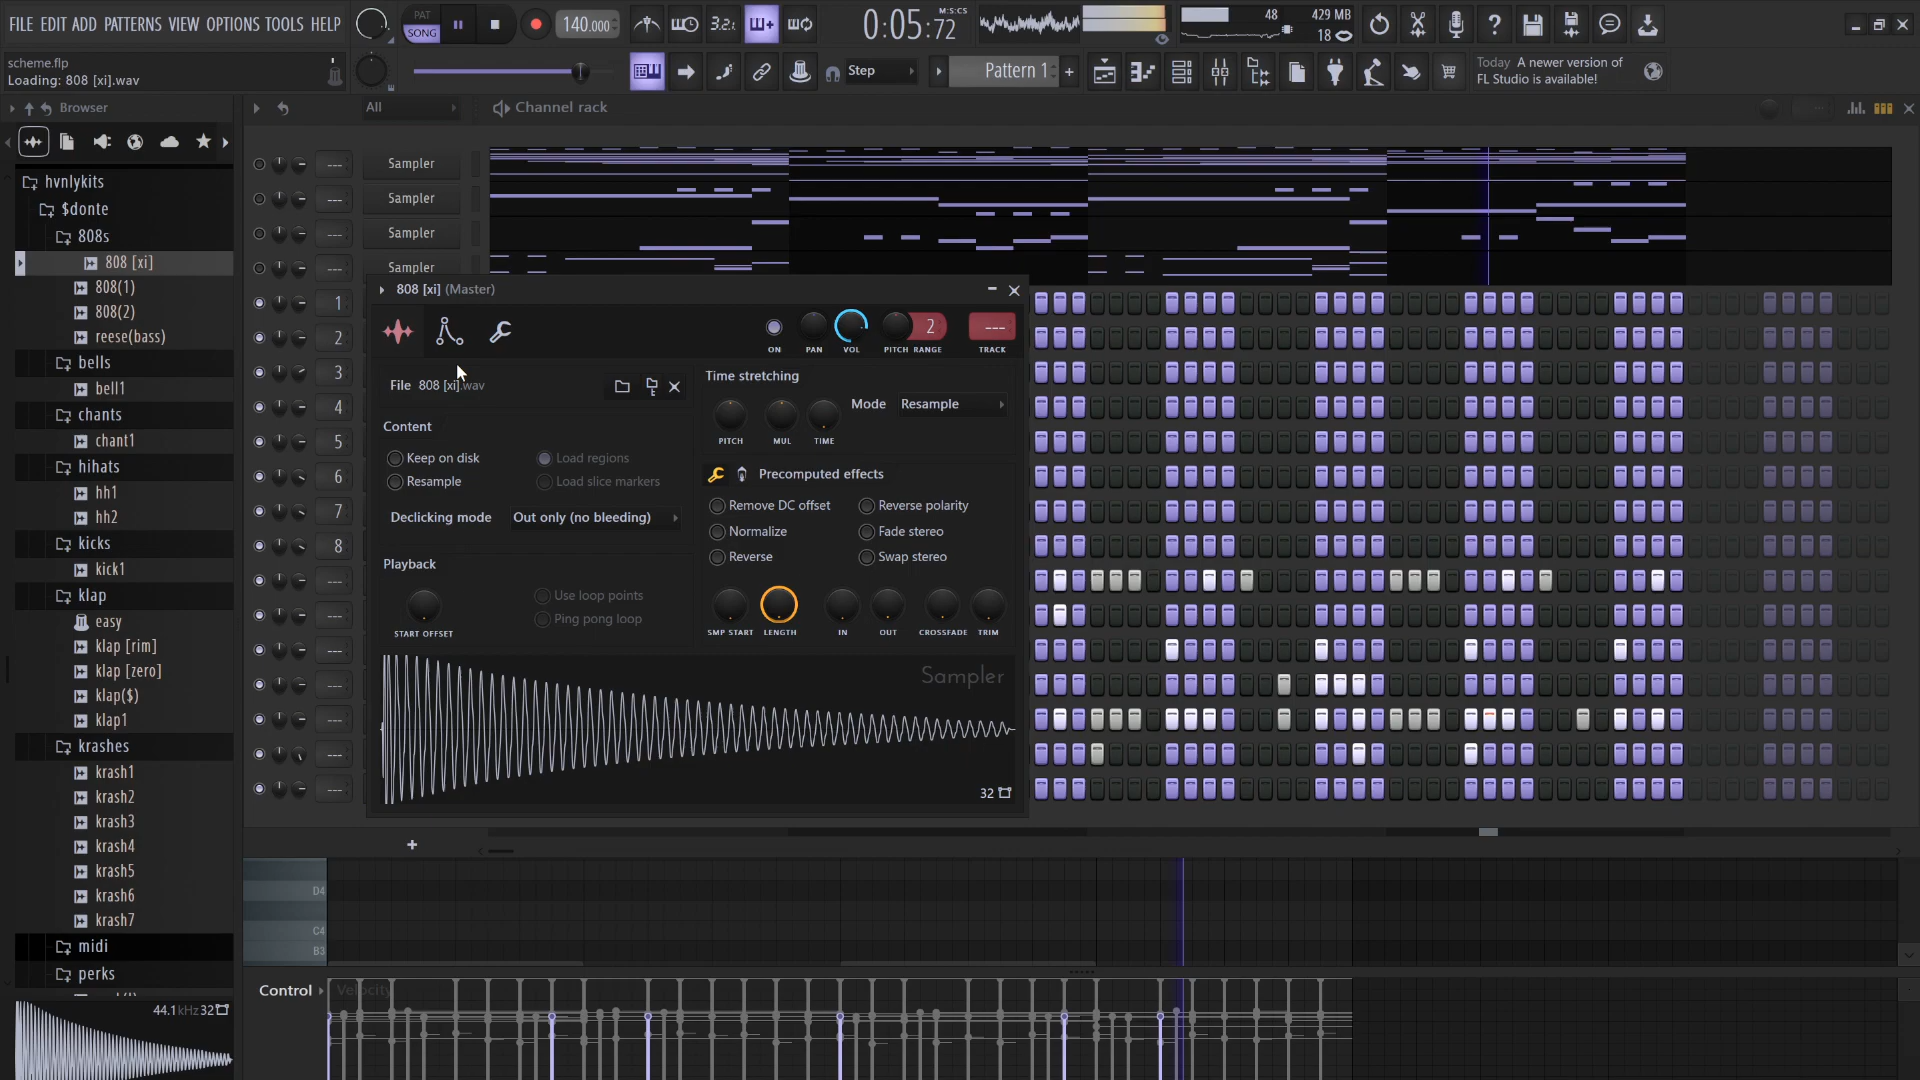 FILE EDIT ADD PATTERNS VIEW OPTIONS TOOLS HELP
PAT
SONG
140.000
3.2.
0:05:72
M:S:CS
48
429 MB
18
scheme.flp
Loading: 808 [xi].wav
Step
Pattern 1
+
Today A newer version of
FL Studio is available!
Browser
All
Channel rack
hvnlykits
$donte
808s
808 [xi]
808(1)
808(2)
reese(bass)
bells
bell1
chants
chant1
hihats
hh1
hh2
kicks
kick1
klap
easy
klap [rim]
klap [zero]
klap($)
klap1
krashes
krash1
krash2
krash3
krash4
krash5
krash6
krash7
midi
perks
44.1kHz 32
--- Sampler
--- Sampler
--- Sampler
--- Sampler
1
2
3
4
5
6
7
8
---
---
---
---
---
---
---
808 [xi] (Master)
2
---
ON PAN VOL PITCH RANGE TRACK
File 808 [xi].wav
Content
Keep on disk
Load regions
Resample
Load slice markers
Declicking mode Out only (no bleeding)
Playback
Use loop points
Ping pong loop
START OFFSET
Time stretching
Mode Resample
PITCH MUL TIME
Precomputed effects
Remove DC offset Reverse polarity
Normalize Fade stereo
Reverse Swap stereo
SMP START LENGTH IN OUT CROSSFADE TRIM
Sampler
32
+
D4
C4
B3
Control Velocity